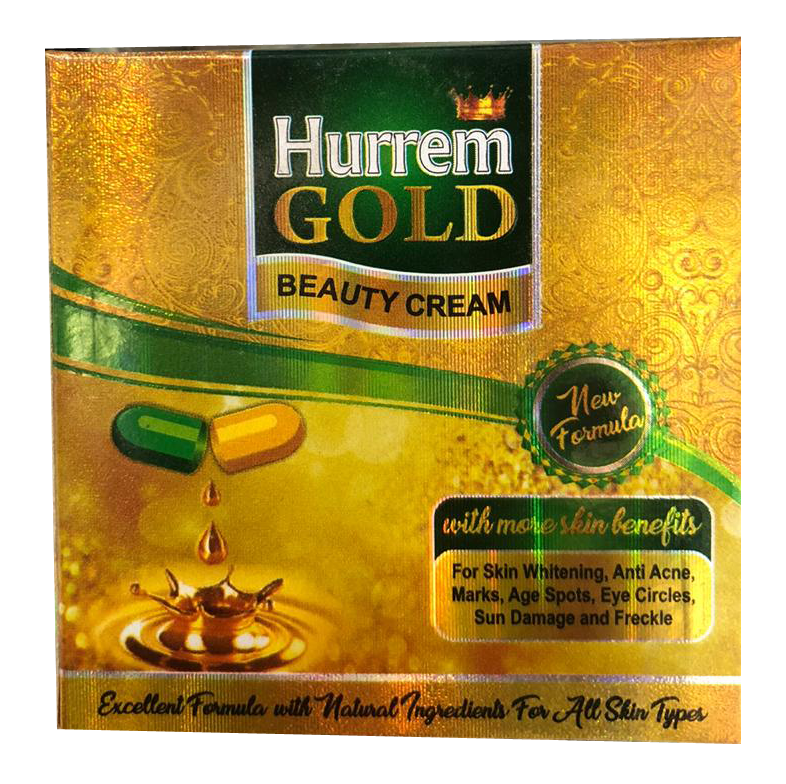 Hurrem
GOLD
BEAUTY CREAM
New
Formula
with more skin benefits
For Skin Whitening, Anti Acne,
Marks, Age Spots, Eye Circles,
Sun Damage and Freckle
Excellent Formula with Natural Ingredients For All Skin Types